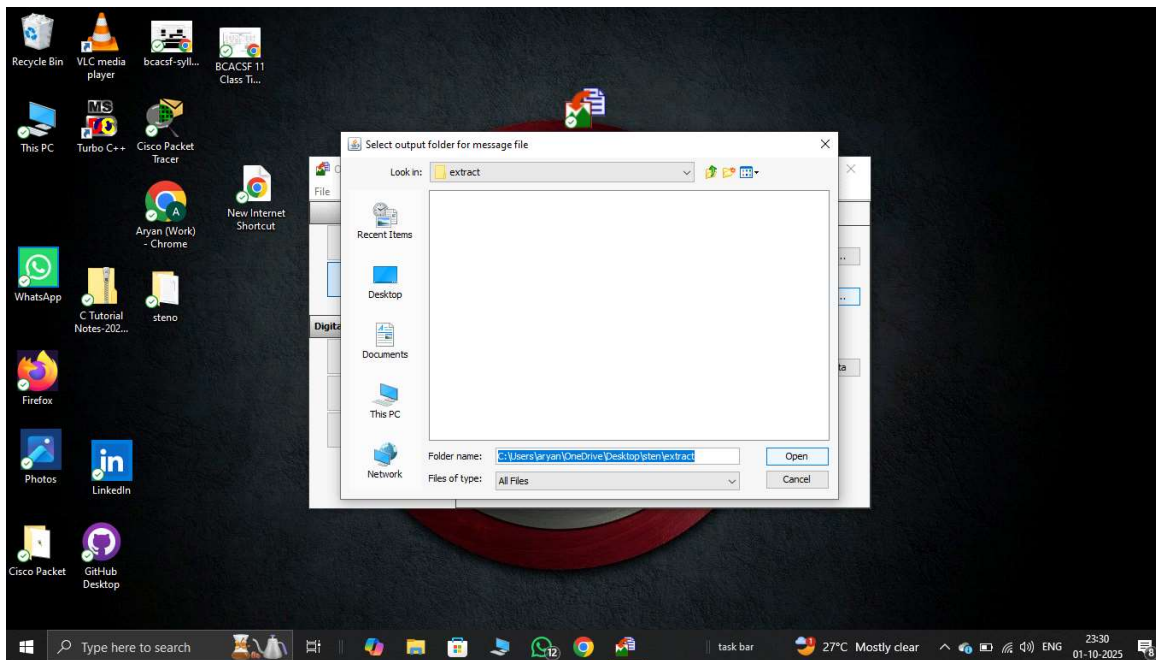 Recycle Bin
VLC media
player
bcacsf-syll...
BCACSF 11
Class Ti...
This PC
MS
Turbo C++
Cisco Packet
Tracer
A
Aryan (Work)
- Chrome
New Internet
Shortcut
WhatsApp
C Tutorial
Notes-202...
steno
Firefox
Photos
in
LinkedIn
Cisco Packet
GitHub
Desktop
File
Digita
..
..
ta
Select output folder for message file
Look in:
extract
Recent Items
Desktop
Documents
This PC
Network
Folder name:
C:\Users\aryan\OneDrive\Desktop\sten\extract
Open
Files of type:
All Files
Cancel
Type here to search
12
task bar
27°C Mostly clear
ENG
23:30
01-10-2025
8